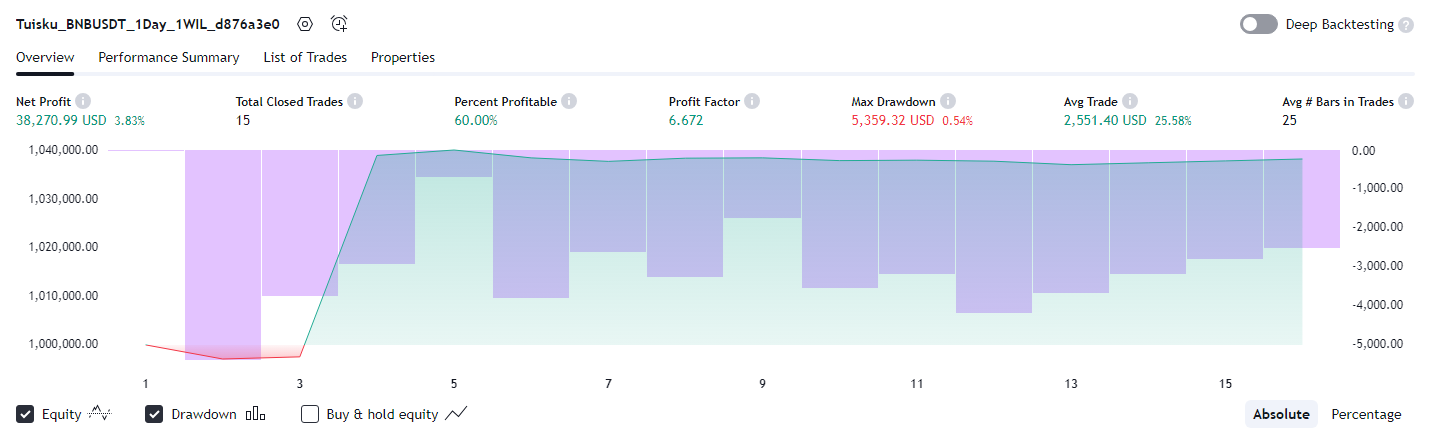 Tuisku_BNBUSDT_1Day_1WIL_d876a3e0
Deep Backtesting ?
Overview Performance Summary List of Trades Properties
Net Profit Total Closed Trades Percent Profitable Profit Factor Max Drawdown Avg Trade Avg # Bars in Trades
38,270.99 USD 3.83% 15 60.00% 6.672 5,359.32 USD 0.54% 2,551.40 USD 25.58% 25
1,040,000.00 0.00
1,030,000.00 -1,000.00
1,020,000.00 -2,000.00
1,010,000.00 -3,000.00
1,000,000.00 -4,000.00
-5,000.00
1 3 5 7 9 11 13 15
Equity Drawdown Buy & hold equity Absolute Percentage